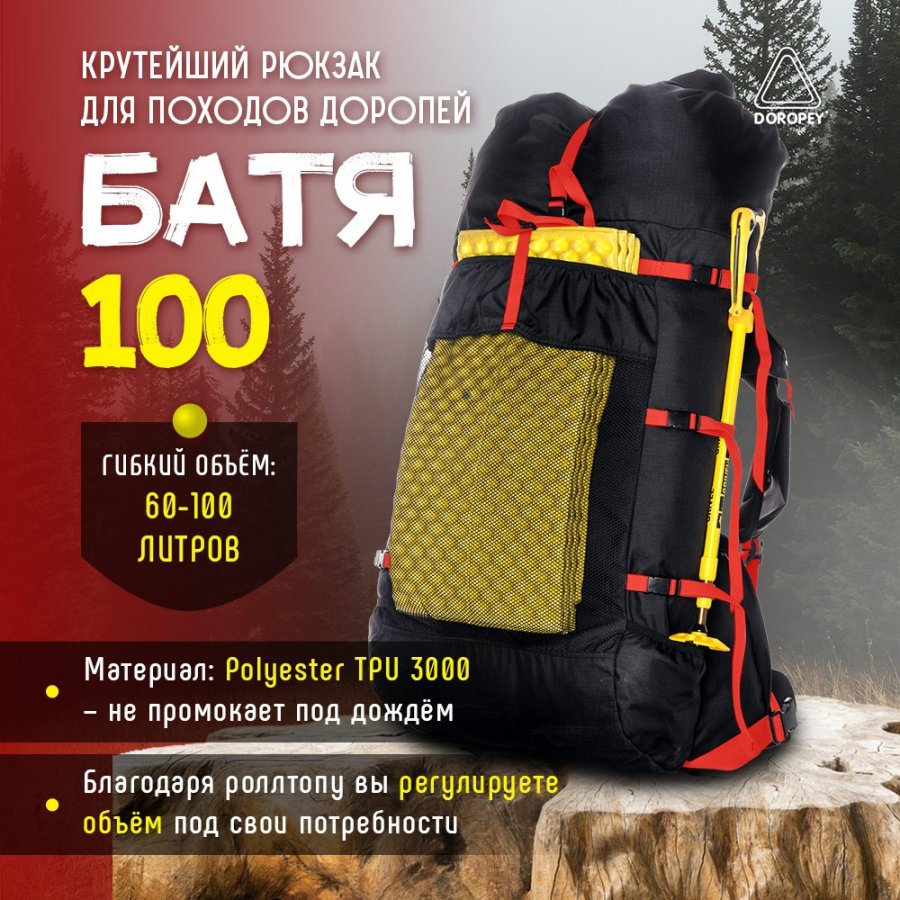 КРУТЕЙШИЙ РЮКЗАК
ДЛЯ ПОХОДОВ ДОРОПЕЙ
БАТЯ
100
DOROPEY
ГИБКИЙ ОБЪЁМ:
60-100
ЛИТРОВ
Материал: Polyester TPU 3000
– не промокает под дождём
Благодаря роллтопу вы регулируете
объём под свои потребности